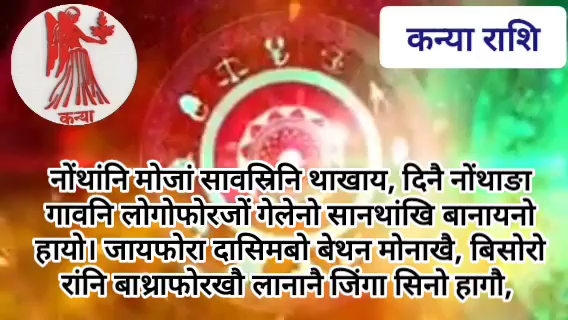 कन्या राशि
कन्या
नोंथांनि मोजां सावस्रिनि थाखाय, दिनै नोंथाङा
गावनि लोगोफोरजों गेलेनो सानथांखि बानायनो
हायो। जायफोरा दासिमबो बेथन मोनाखै, बिसोरो
रांनि बाथ्राफोरखौ लानानै जिंगा सिनो हागौ,